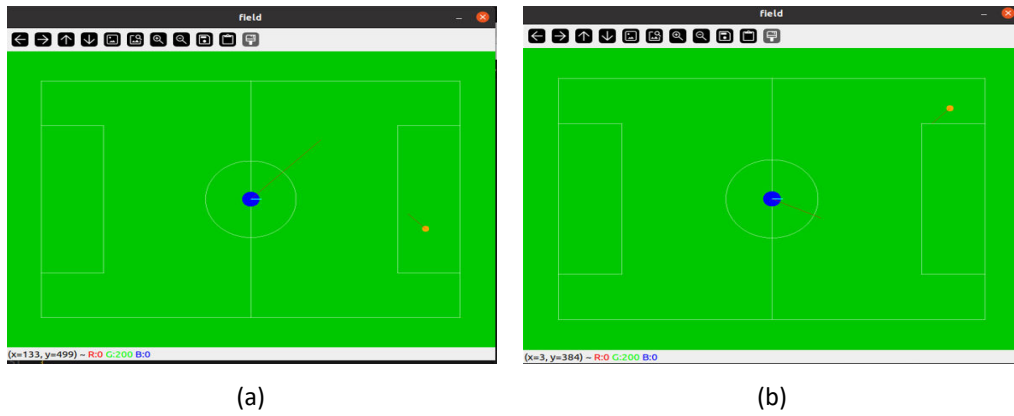 field
(x=133, y=499) ~ R:0 G:200 B:0
(a)
field
(x=3, y=384) ~ R:0 G:200 B:0
(b)